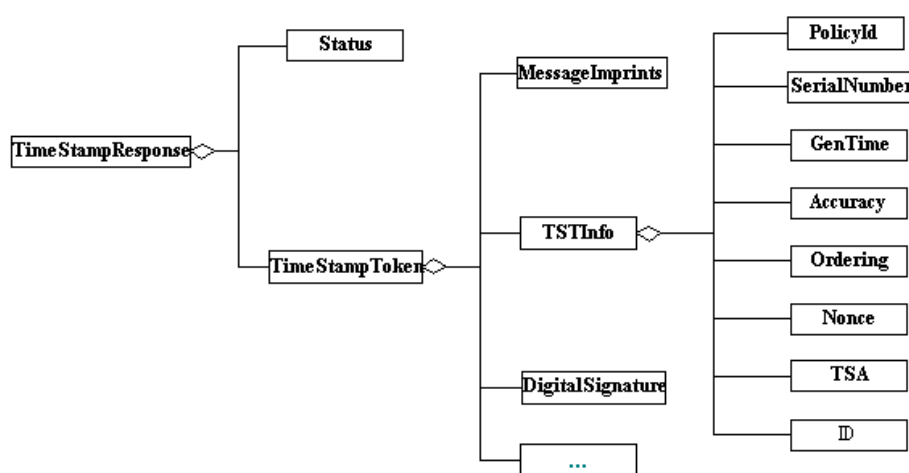 Status
TimeStampResponse
TimeStampToken
MessageImprints
TSTInfo
DigitalSignature
...
PolicyId
SerialNumber
GenTime
Accuracy
Ordering
Nonce
TSA
ID